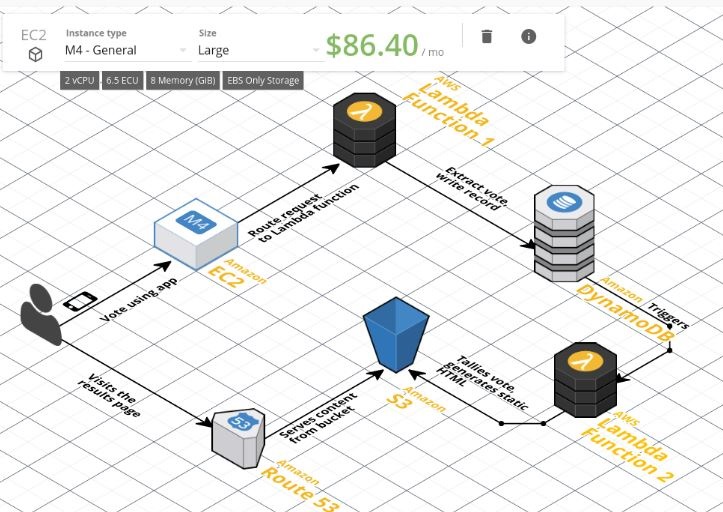 EC2
Instance type
Size
M4 - General
Large
$86.40 / mo
2 vCPU
6.5 ECU
8 Memory (GiB)
EBS Only Storage
AWS
Lambda
Function 1
Extract vote,
write record
Route request
to Lambda function
M4
Amazon
EC2
Vote using app
Amazon
DynamoDB
Triggers
Visits the
results page
Tallies vote,
generates static
HTML
Amazon
S3
Serves content
from bucket
53
Amazon
Route 53
AWS
Lambda
Function 2